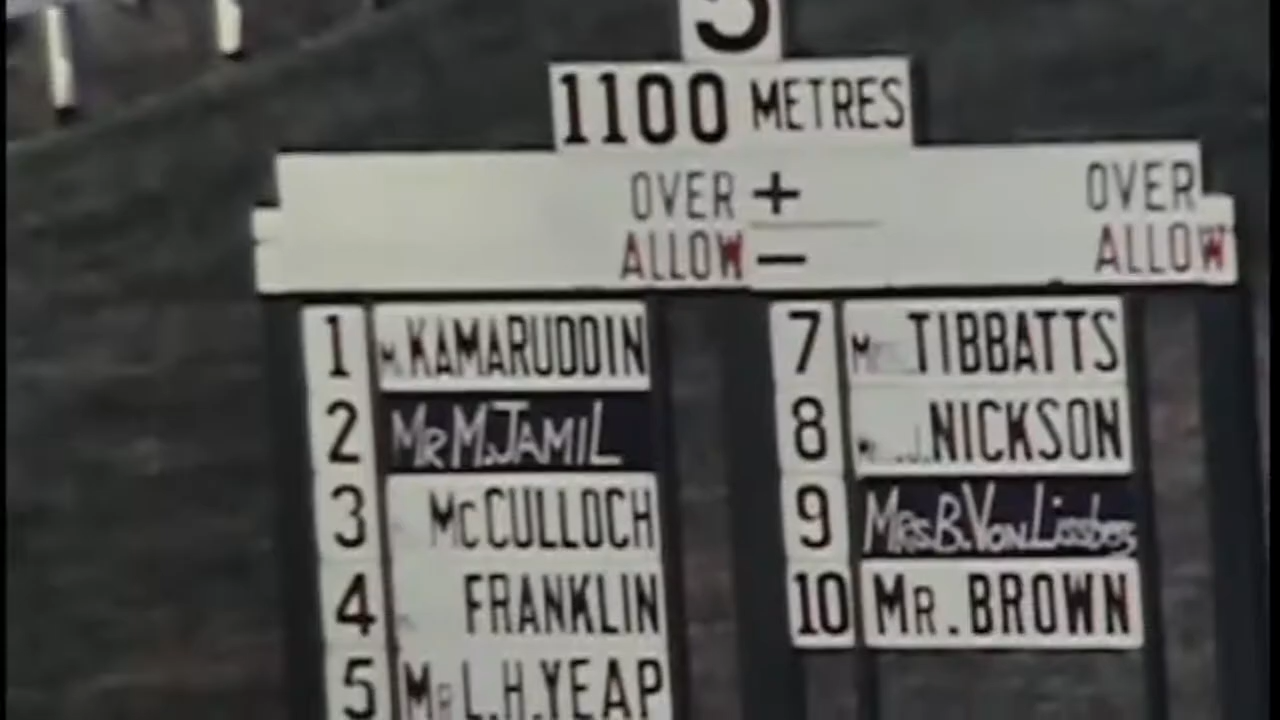 5
1100 METRES
OVER + OVER
ALLOW — ALLOW
1 M. KAMARUDDIN
2 MR M. JAMIL
3 McCULLOCH
4 FRANKLIN
5 MR L.H. YEAP
7 TIBBATTS
8 J. NICKSON
9 MRS B. VON
10 MR. BROWN